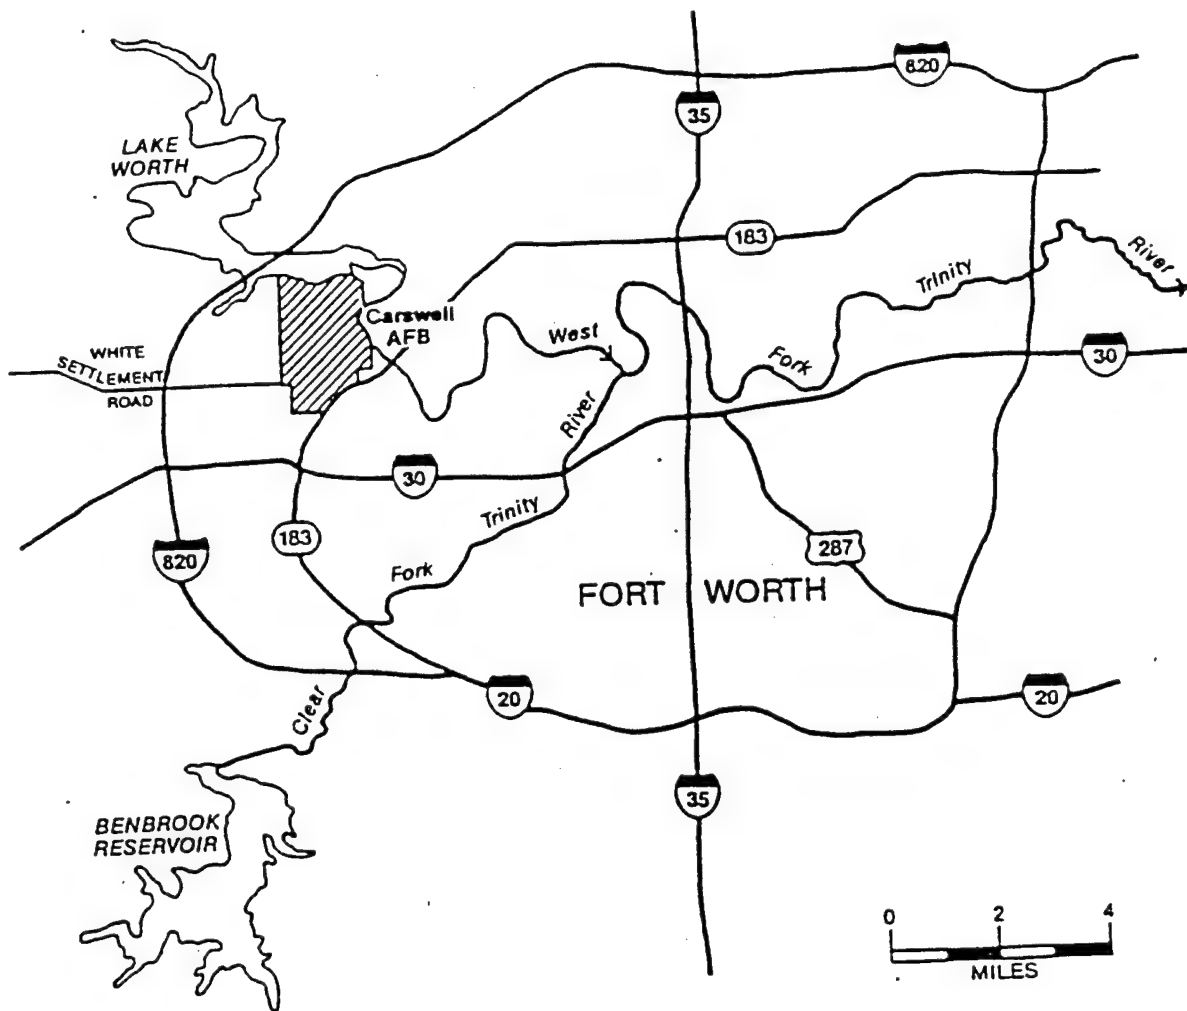 820
35
LAKE
WORTH
183
River
Trinity
Carswell
AFB
West
Fork
30
WHITE
SETTLEMENT
ROAD
River
30
Trinity
183
820
287
Fork
FORT WORTH
20
20
Clear
35
BENBROOK
RESERVOIR
0 2 4
MILES